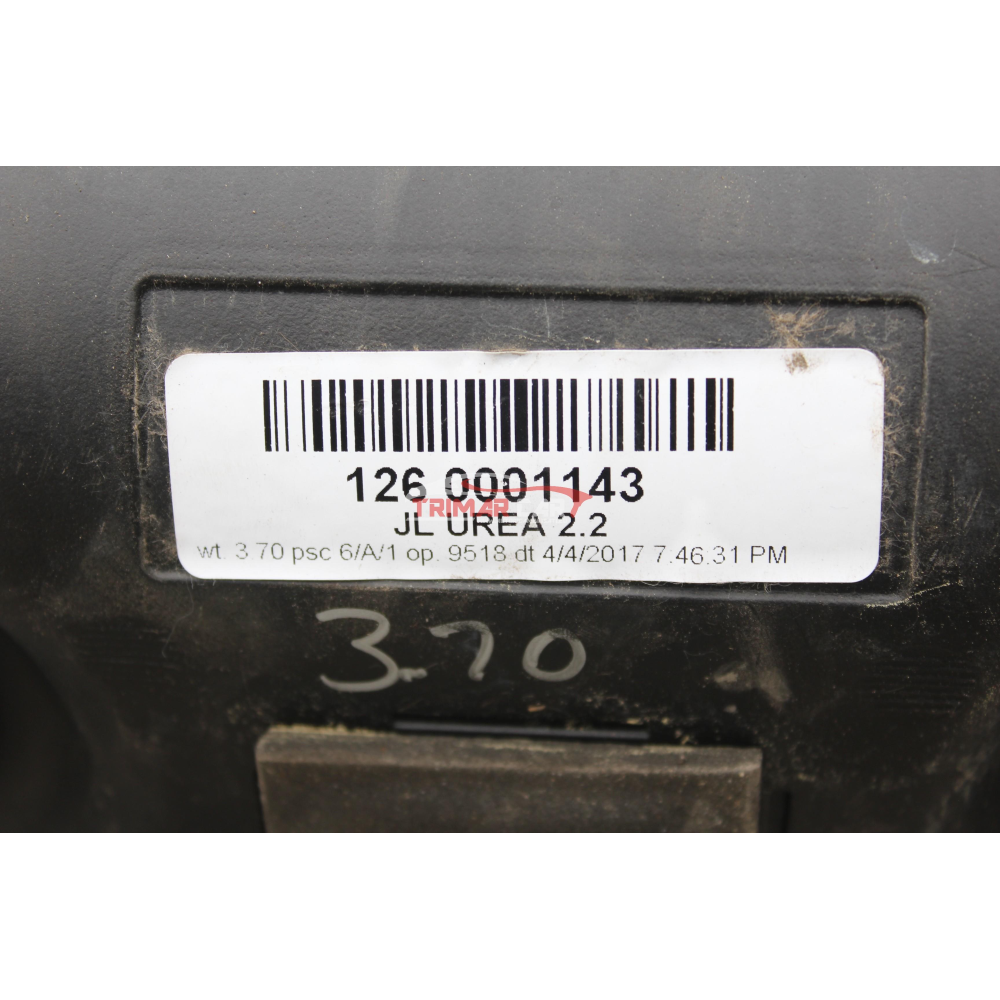 126 0001143
TRIMAR CAR
JL UREA 2.2
wt. 3.70 psc 6/A/1 op. 9518 dt 4/4/2017 7.46.31 PM
3.70